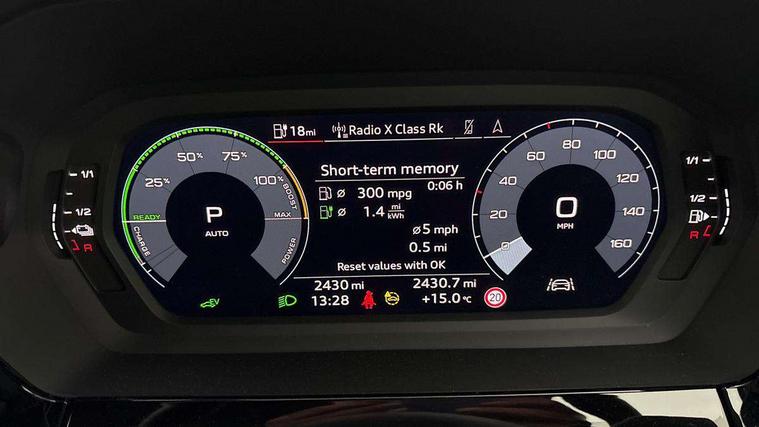 18mi
Radio X Class Rk
1/1
1/2
R
25%
50%
75%
100%
BOOST
MAX
POWER
READY
CHARGE
P
AUTO
Short-term memory
0:06 h
ø 300 mpg
ø 1.4 mi/kWh
ø5 mph
0.5 mi
Reset values with OK
2430 mi
2430.7 mi
13:28
+15.0 °C
EV
20
0
20
40
60
80
100
120
140
160
0
MPH
1/1
1/2
R